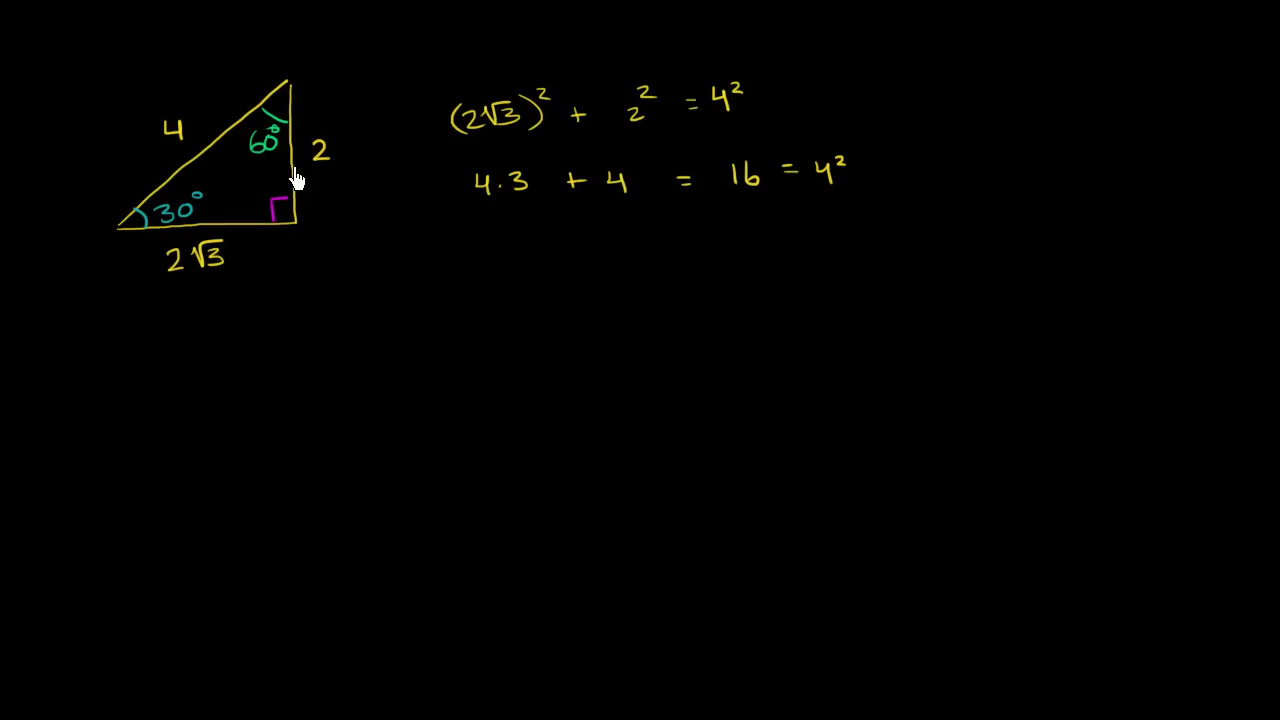 (2√3)² + 2² = 4²
4
60°
2
4·3 + 4 = 16 = 4²
30°
2√3